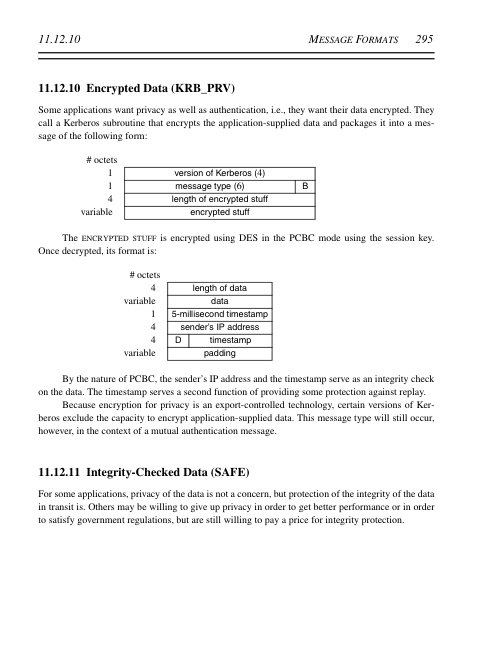 11.12.10 MESSAGE FORMATS 295
11.12.10 Encrypted Data (KRB_PRV)
Some applications want privacy as well as authentication, i.e., they want their data encrypted. They
call a Kerberos subroutine that encrypts the application-supplied data and packages it into a mes-
sage of the following form:
# octets
1 version of Kerberos (4)
1 message type (6) B
4 length of encrypted stuff
variable encrypted stuff
The ENCRYPTED STUFF is encrypted using DES in the PCBC mode using the session key.
Once decrypted, its format is:
# octets
4 length of data
variable data
1 5-millisecond timestamp
4 sender's IP address
4 D timestamp
variable padding
By the nature of PCBC, the sender's IP address and the timestamp serve as an integrity check
on the data. The timestamp serves a second function of providing some protection against replay.
Because encryption for privacy is an export-controlled technology, certain versions of Ker-
beros exclude the capacity to encrypt application-supplied data. This message type will still occur,
however, in the context of a mutual authentication message.
11.12.11 Integrity-Checked Data (SAFE)
For some applications, privacy of the data is not a concern, but protection of the integrity of the data
in transit is. Others may be willing to give up privacy in order to get better performance or in order
to satisfy government regulations, but are still willing to pay a price for integrity protection.